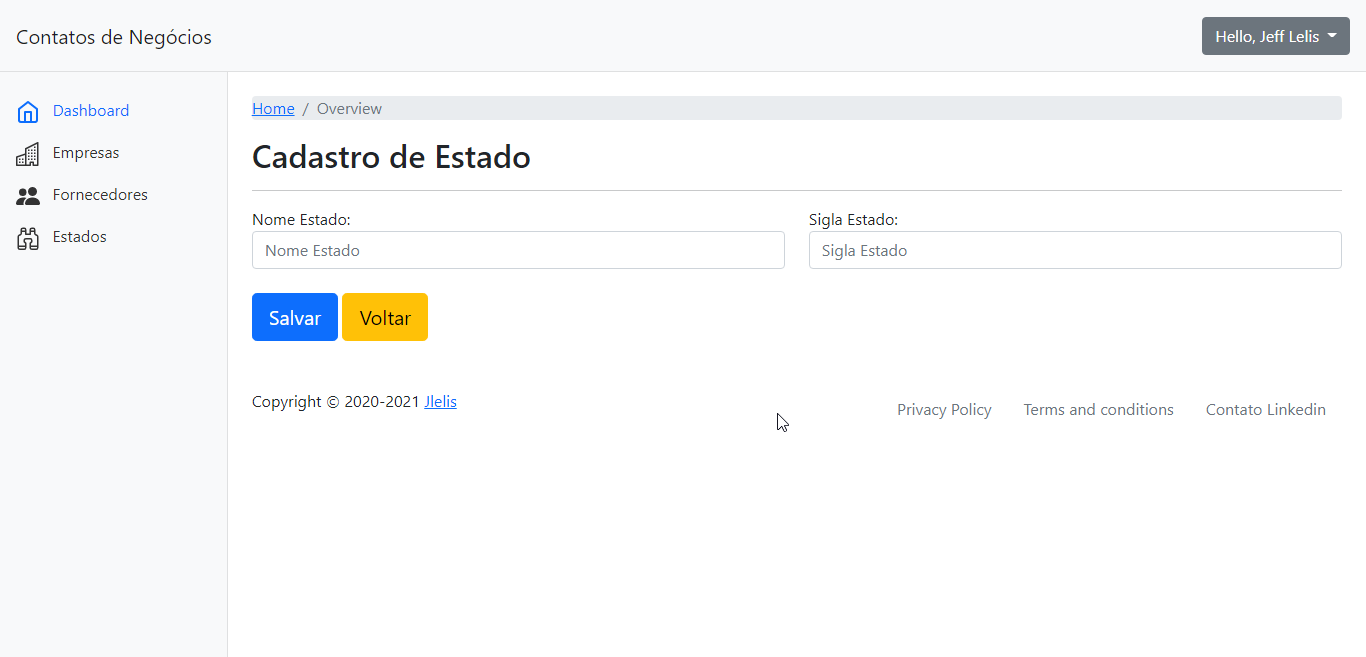 Contatos de Negócios
Hello, Jeff Lelis
Dashboard
Empresas
Fornecedores
Estados
Home / Overview
Cadastro de Estado
Nome Estado:
Nome Estado
Sigla Estado:
Sigla Estado
Salvar
Voltar
Copyright © 2020-2021 Jlelis
Privacy Policy
Terms and conditions
Contato Linkedin